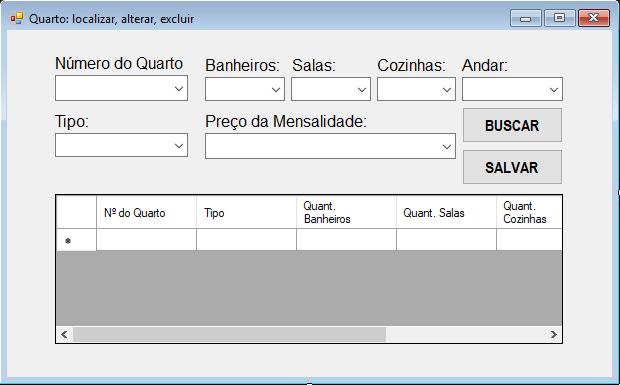 Quarto: localizar, alterar, excluir
Número do Quarto Banheiros: Salas: Cozinhas: Andar:
Tipo: Preço da Mensalidade:
BUSCAR
SALVAR
Nº do Quarto Tipo Quant. Banheiros Quant. Salas Quant. Cozinhas